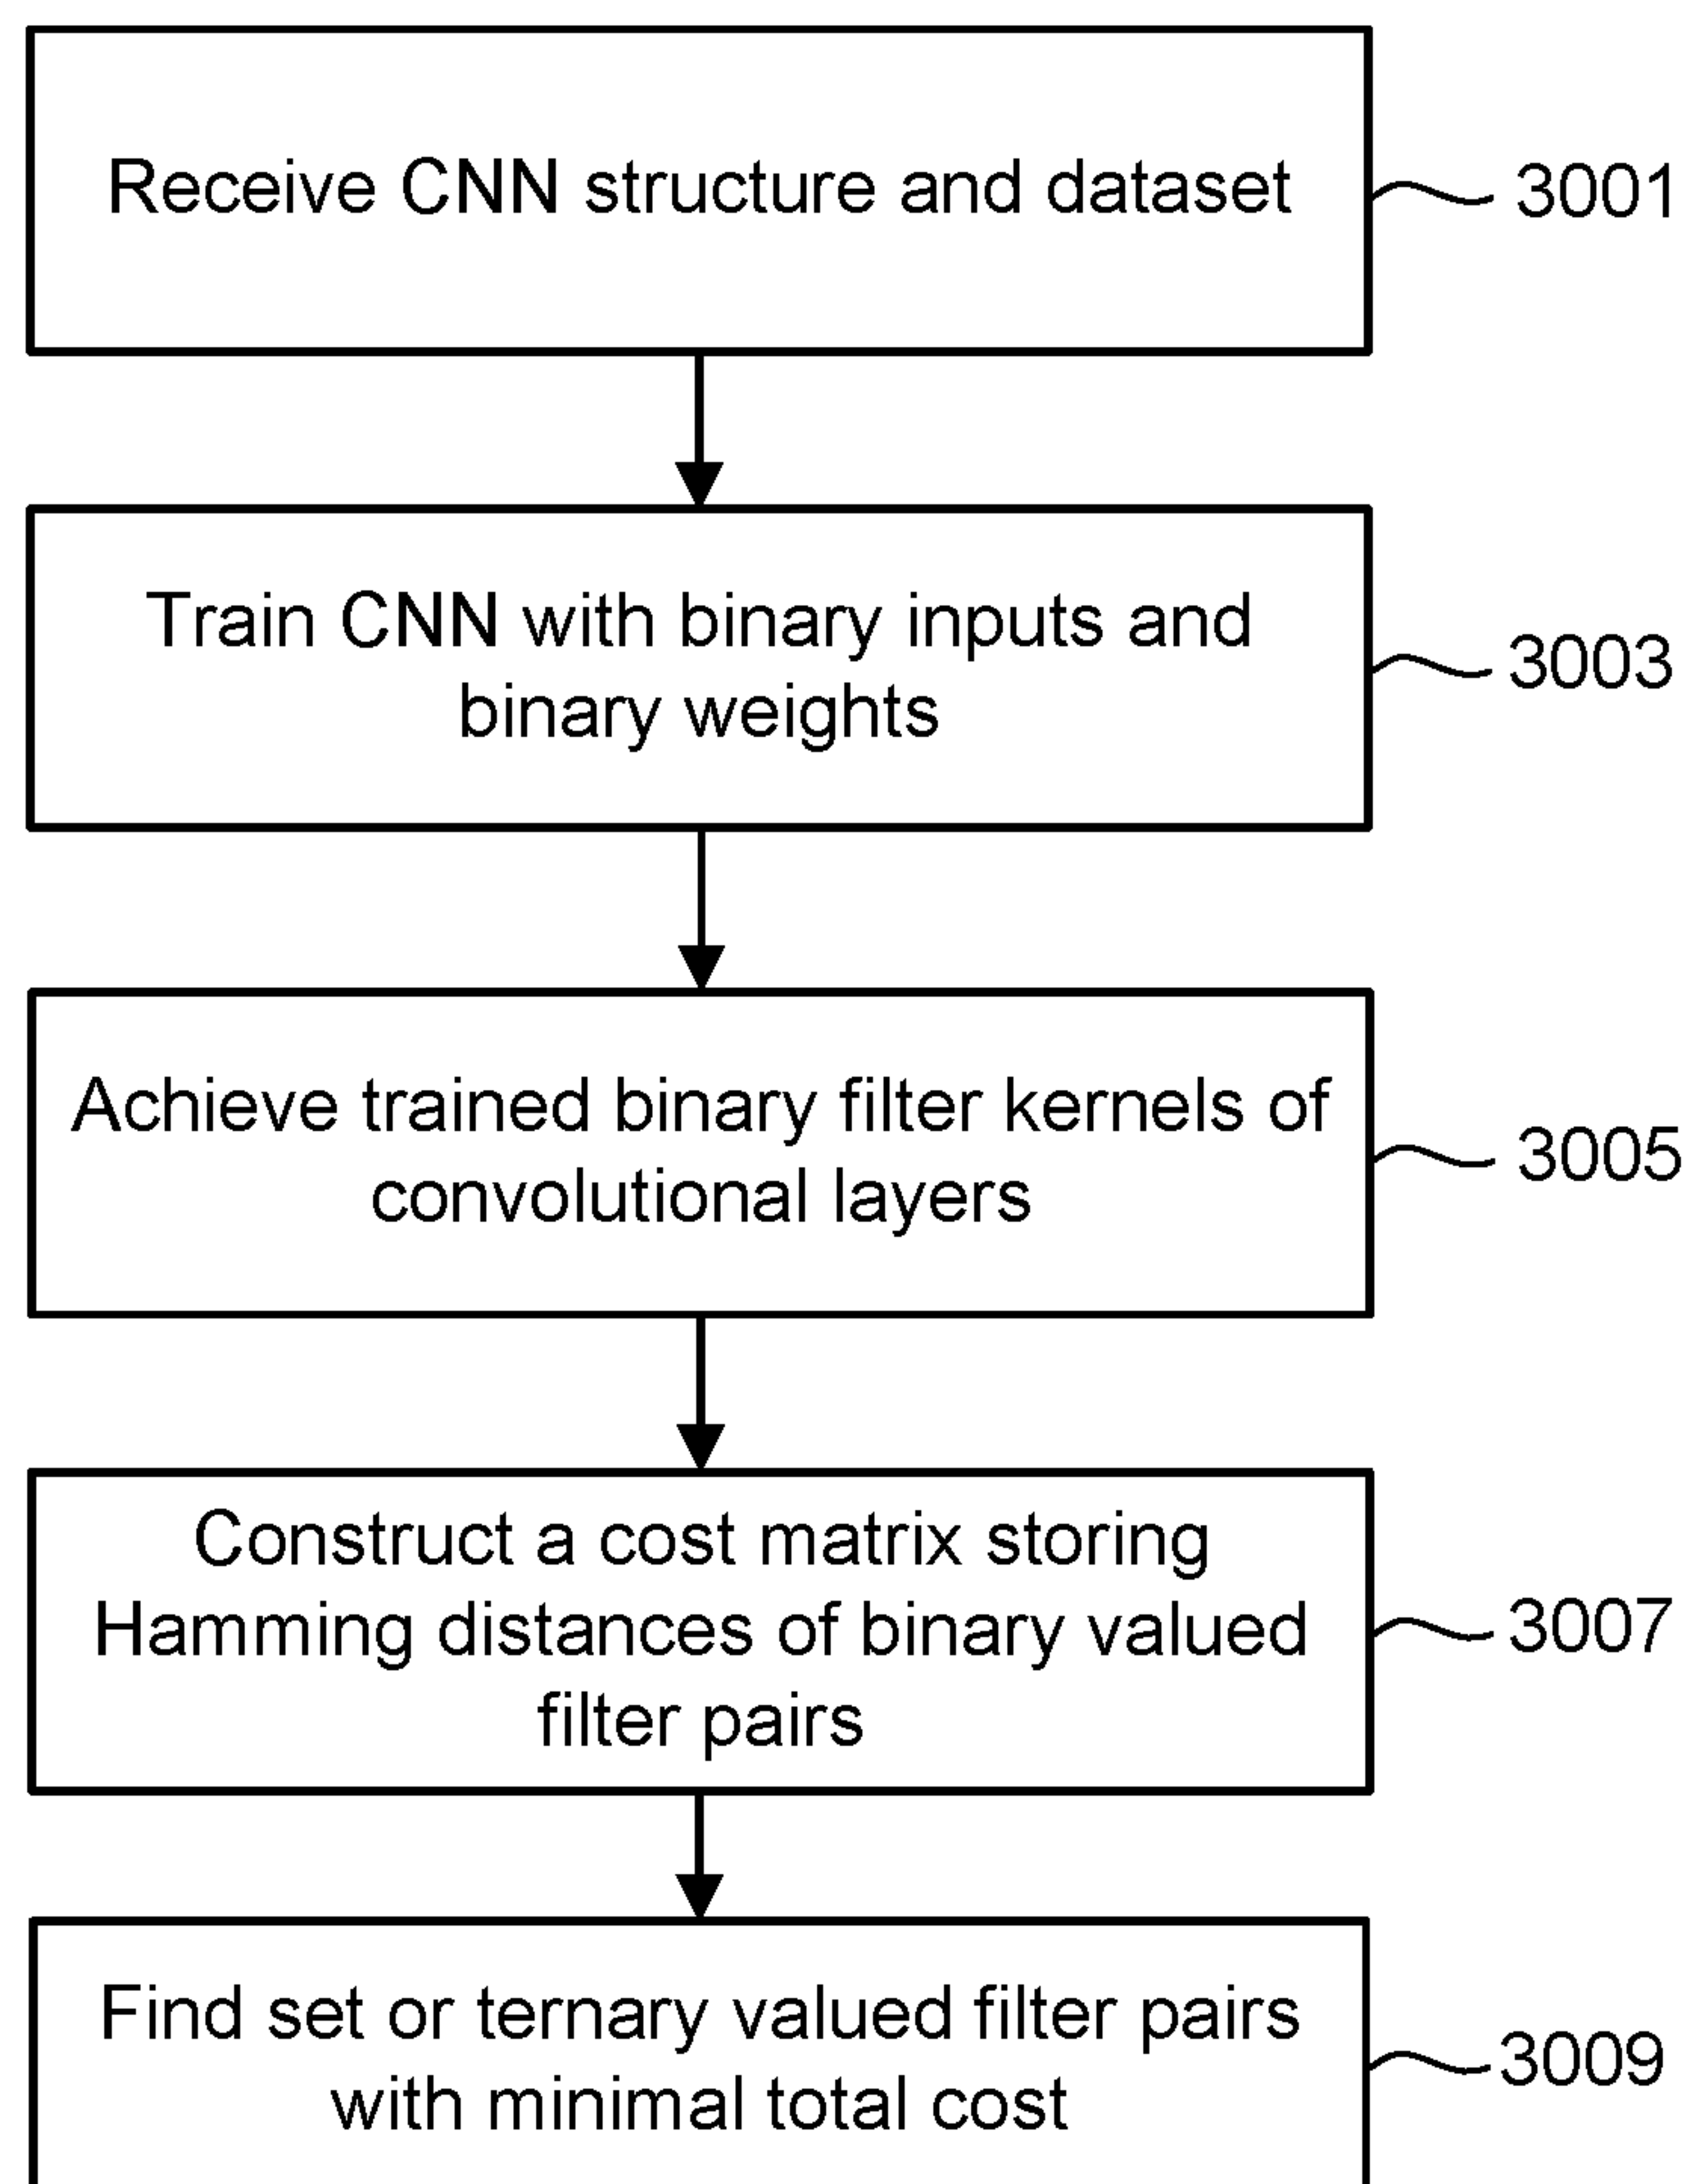 Receive CNN structure and dataset
3001
Train CNN with binary inputs and
binary weights
3003
Achieve trained binary filter kernels of
convolutional layers
3005
Construct a cost matrix storing
Hamming distances of binary valued
filter pairs
3007
Find set or ternary valued filter pairs
with minimal total cost
3009